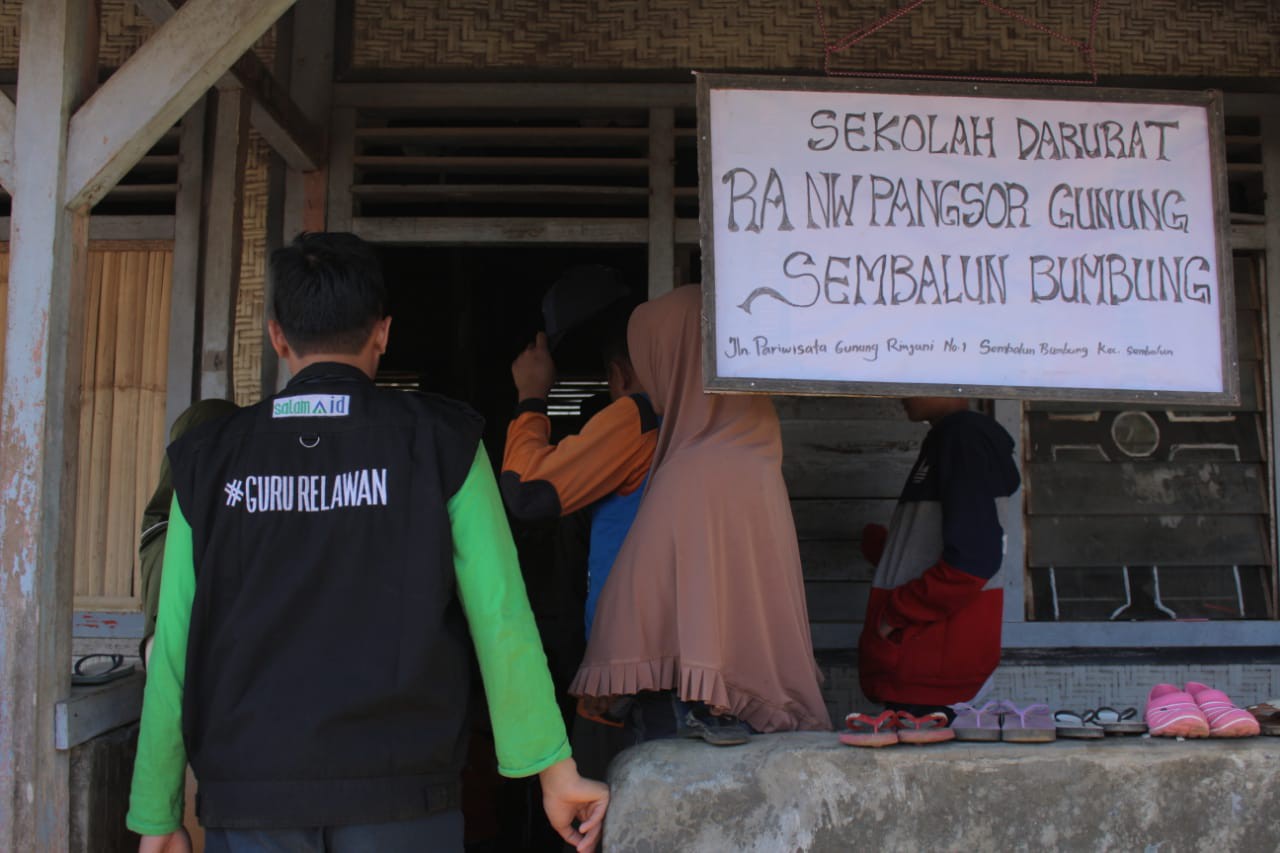 SEKOLAH DARURAT
RA NW PANGSOR GUNUNG
SEMBALUN BUMBUNG
Jln. Pariwisata Gunung Rinjani No.1 Sembalun Bumbung Kec. Sembalun
salam Aid
#GURU RELAWAN